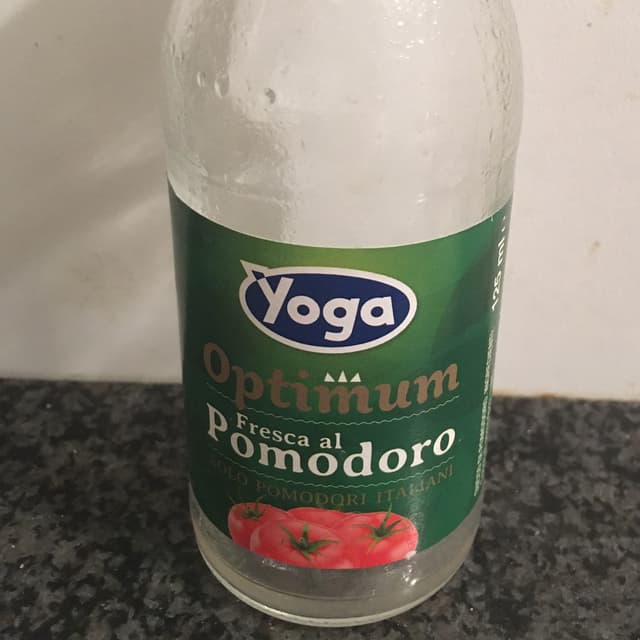 Yoga
Optimum
Fresca al
Pomodoro
SOLO POMODORI ITALIANI
125 ml